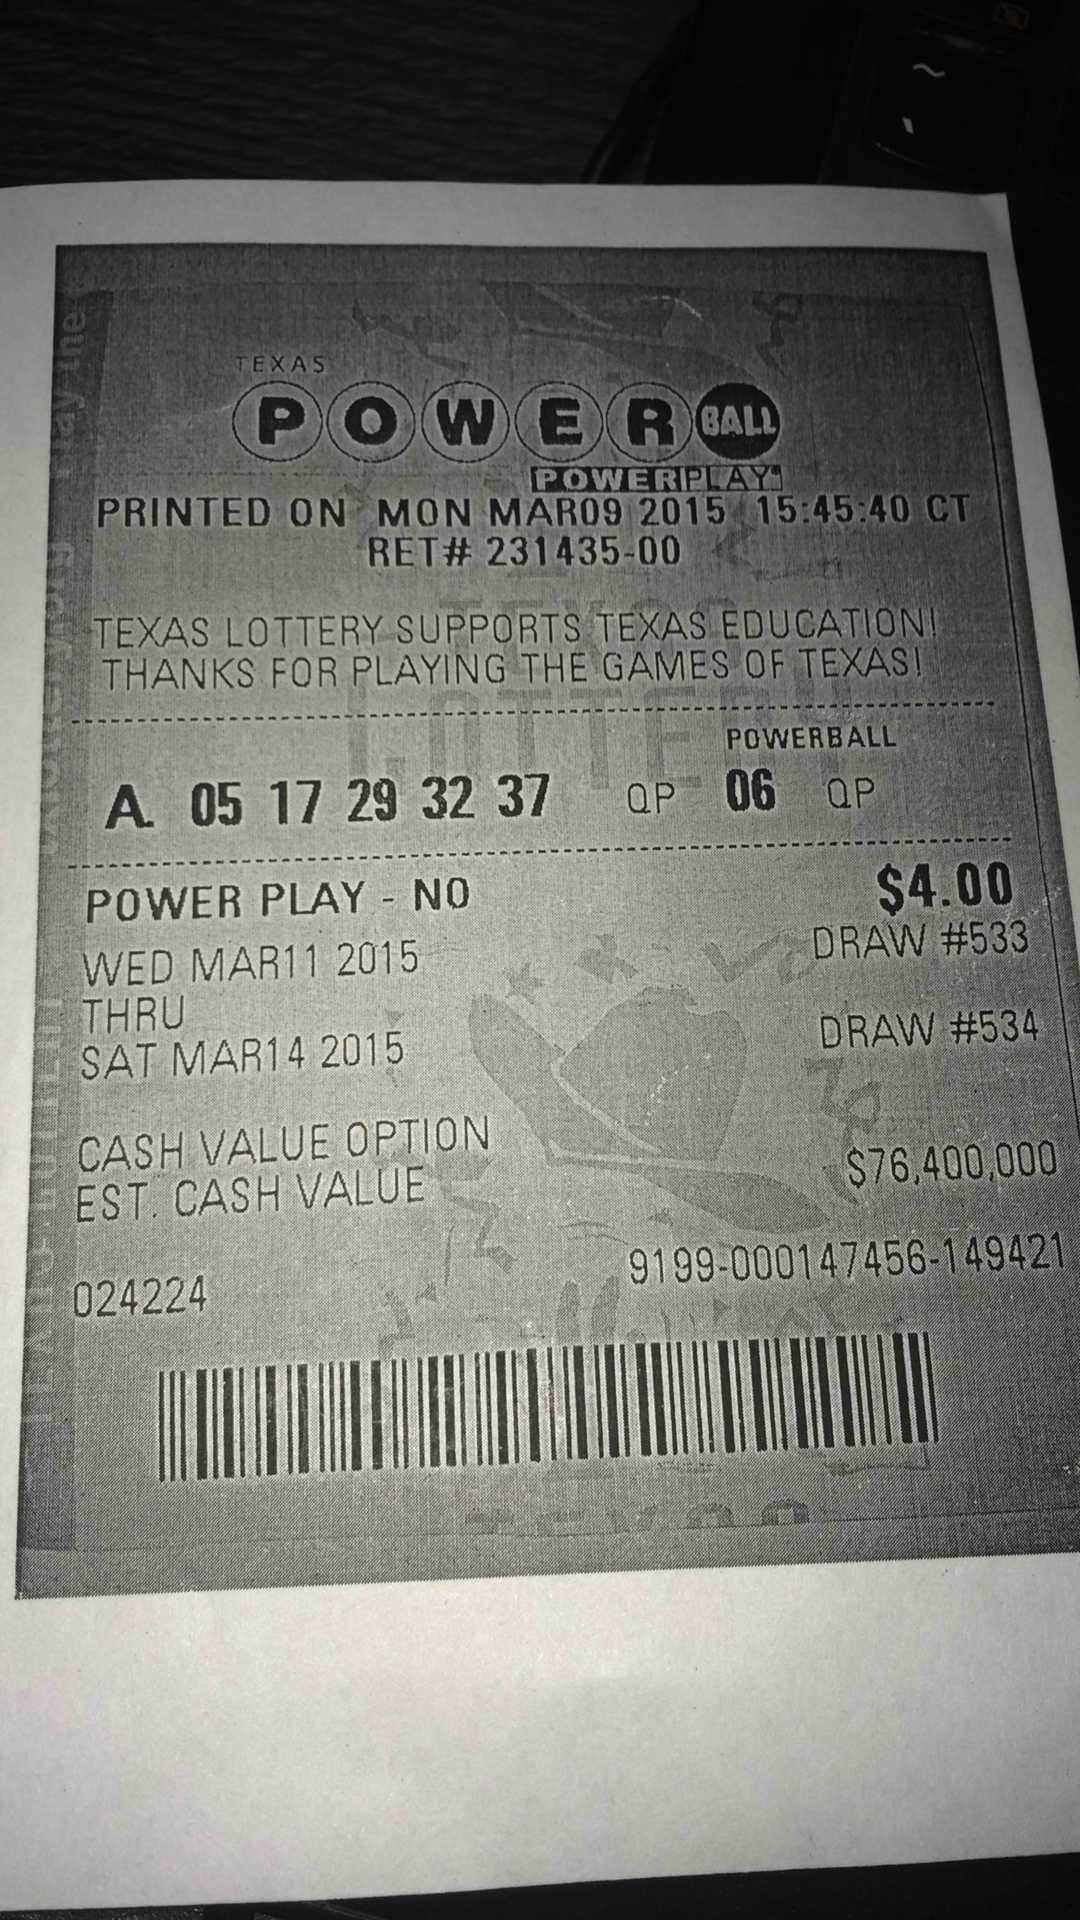 TEXAS
POWERBALL
POWERPLAY
PRINTED ON MON MAR09 2015 15:45:40 CT
RET# 231435-00
TEXAS LOTTERY SUPPORTS TEXAS EDUCATION!
THANKS FOR PLAYING THE GAMES OF TEXAS!
POWERBALL
A. 05 17 29 32 37 QP 06 QP
POWER PLAY - NO $4.00
WED MAR11 2015 DRAW #533
THRU
SAT MAR14 2015 DRAW #534
CASH VALUE OPTION
EST. CASH VALUE $76,400,000
024224 9199-000147456-149421